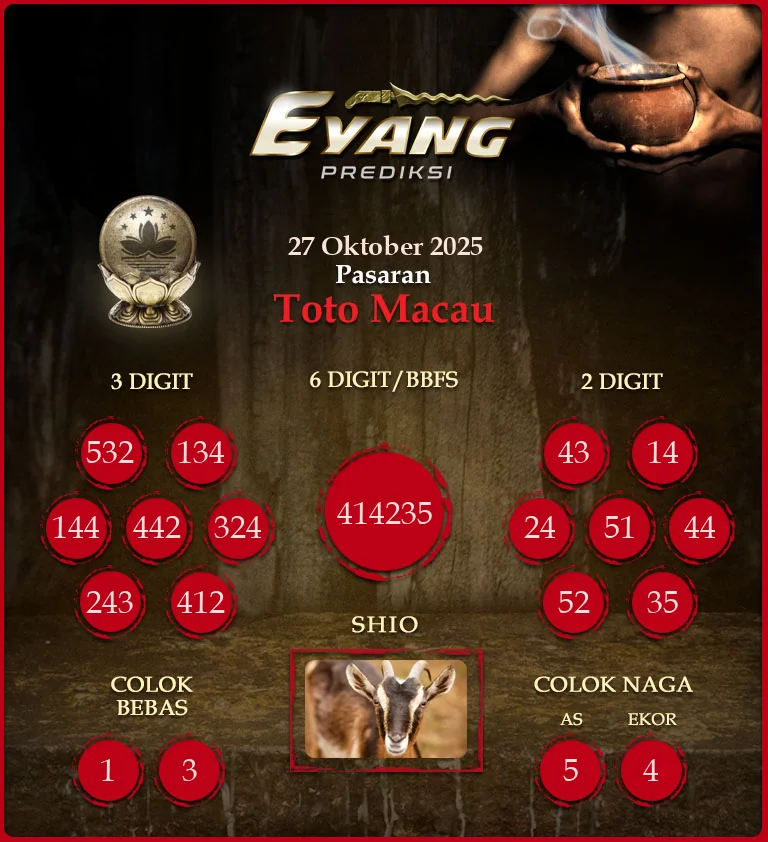 EYANG
PREDIKSI
27 Oktober 2025
Pasaran
Toto Macau
3 DIGIT
532 134
144 442 324
243 412
6 DIGIT/BBFS
414235
2 DIGIT
43 14
24 51 44
52 35
SHIO
COLOK
BEBAS
1 3
COLOK NAGA
AS EKOR
5 4